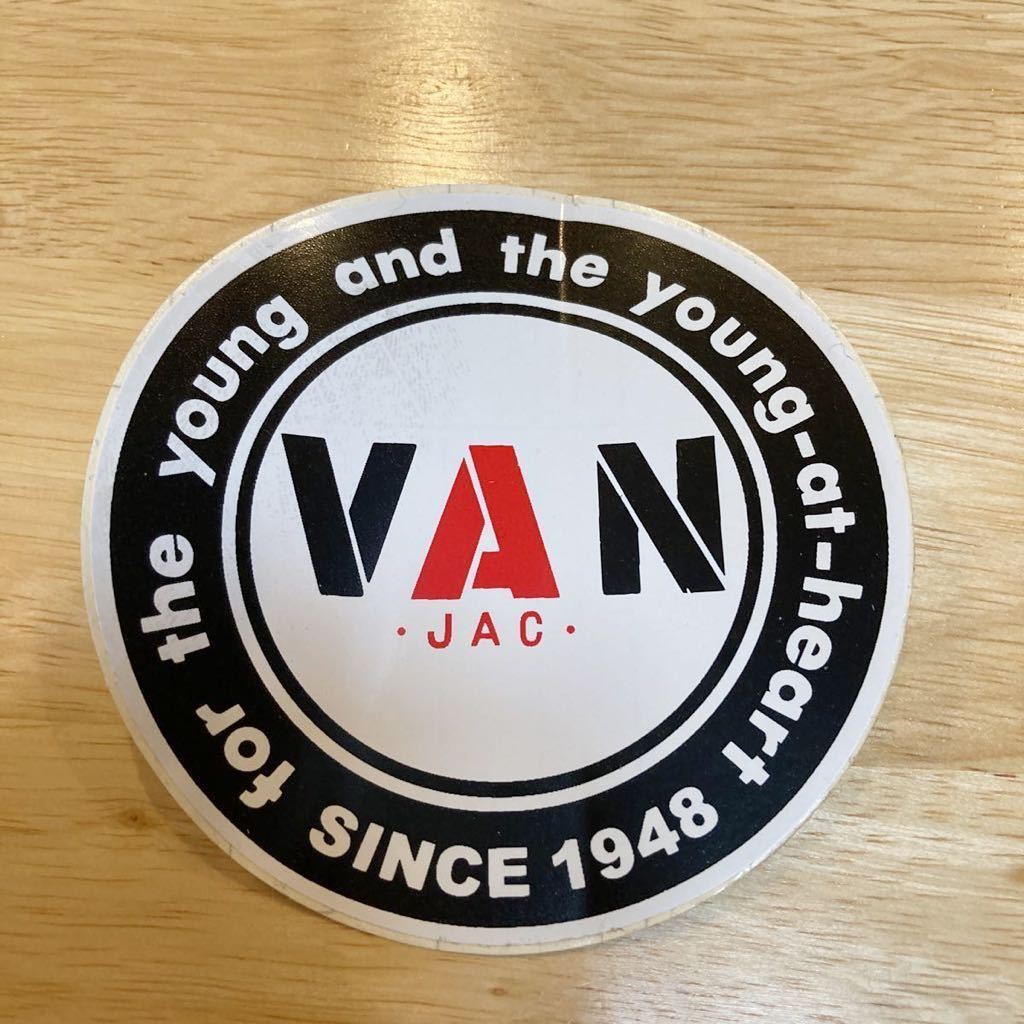 for the young and the young-at-heart
VAN
·JAC·
SINCE 1948